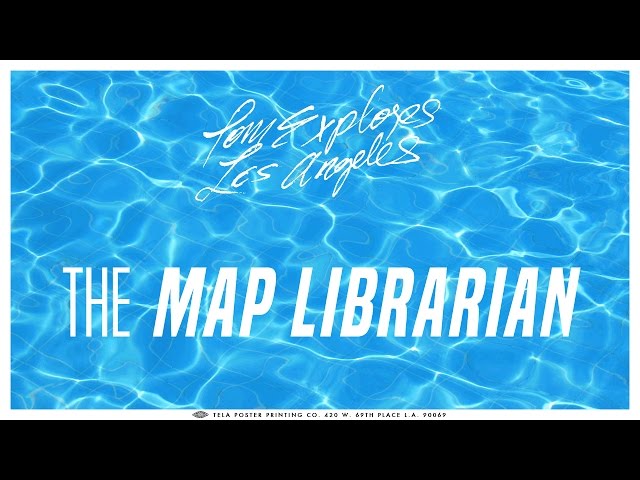 Tom Explores
Los Angeles
THE MAP LIBRARIAN
TELA POSTER PRINTING CO. 420 W. 69TH PLACE L.A. 90069